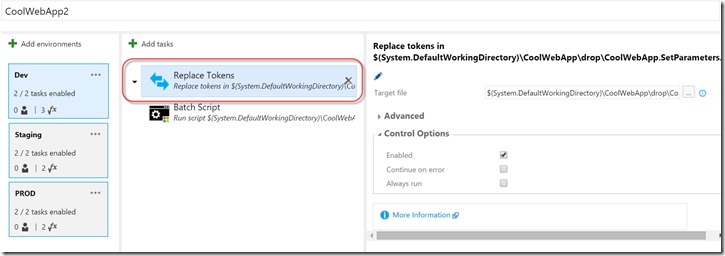 CoolWebApp2
Add environments
Dev
2 / 2 tasks enabled
0 | 3 fx
Staging
2 / 2 tasks enabled
0 | 2 fx
PROD
2 / 2 tasks enabled
0 | 2 fx
Add tasks
Replace Tokens
Replace tokens in $(System.DefaultWorkingDirectory)\Co
Batch Script
Run script $(System.DefaultWorkingDirectory)\CoolWebA
Replace tokens in
$(System.DefaultWorkingDirectory)\CoolWebApp\drop\CoolWebApp.SetParameters.
Target file
$(System.DefaultWorkingDirectory)\CoolWebApp\drop\Co ...
Advanced
Control Options
Enabled
Continue on error
Always run
More Information